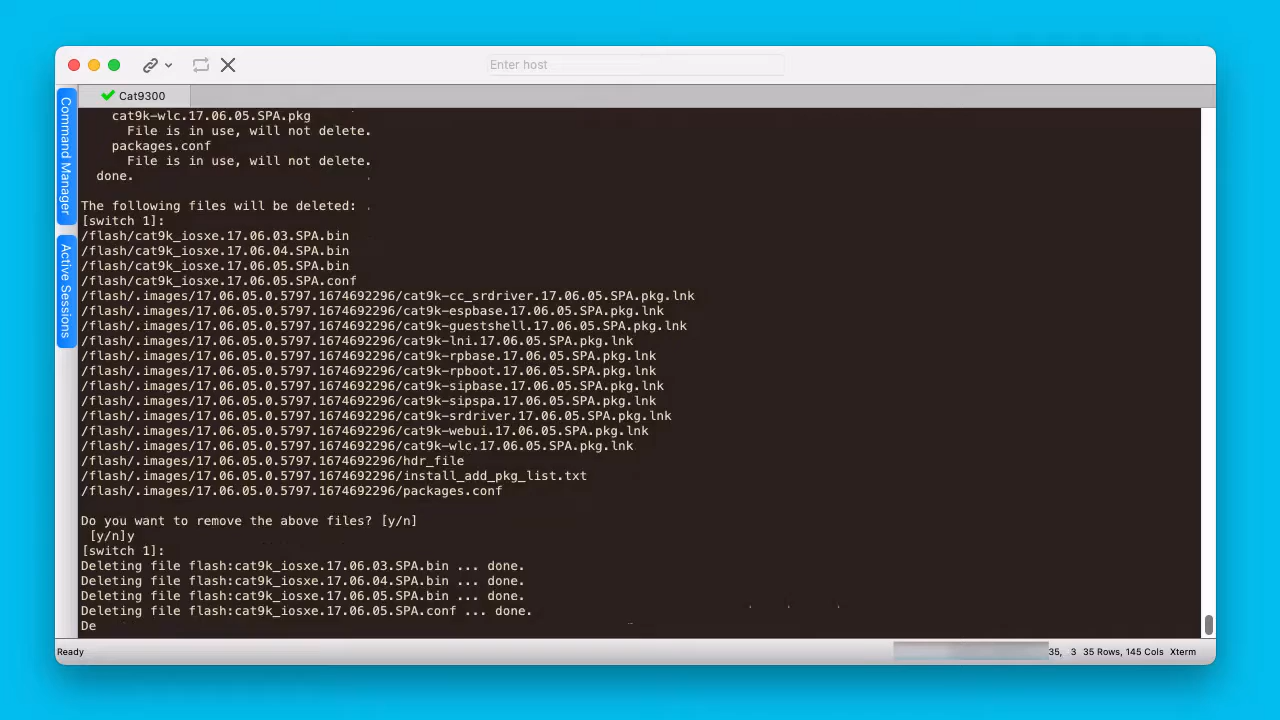 Enter host
Cat9300
Command Manager
Active Sessions
cat9k-wlc.17.06.05.SPA.pkg
File is in use, will not delete.
packages.conf
File is in use, will not delete.
done.
The following files will be deleted:
[switch 1]:
/flash/cat9k_iosxe.17.06.03.SPA.bin
/flash/cat9k_iosxe.17.06.04.SPA.bin
/flash/cat9k_iosxe.17.06.05.SPA.bin
/flash/cat9k_iosxe.17.06.05.SPA.conf
/flash/.images/17.06.05.0.5797.1674692296/cat9k-cc_srdriver.17.06.05.SPA.pkg.lnk
/flash/.images/17.06.05.0.5797.1674692296/cat9k-espbase.17.06.05.SPA.pkg.lnk
/flash/.images/17.06.05.0.5797.1674692296/cat9k-guestshell.17.06.05.SPA.pkg.lnk
/flash/.images/17.06.05.0.5797.1674692296/cat9k-lni.17.06.05.SPA.pkg.lnk
/flash/.images/17.06.05.0.5797.1674692296/cat9k-rpbase.17.06.05.SPA.pkg.lnk
/flash/.images/17.06.05.0.5797.1674692296/cat9k-rpboot.17.06.05.SPA.pkg.lnk
/flash/.images/17.06.05.0.5797.1674692296/cat9k-sipbase.17.06.05.SPA.pkg.lnk
/flash/.images/17.06.05.0.5797.1674692296/cat9k-sipspa.17.06.05.SPA.pkg.lnk
/flash/.images/17.06.05.0.5797.1674692296/cat9k-srdriver.17.06.05.SPA.pkg.lnk
/flash/.images/17.06.05.0.5797.1674692296/cat9k-webui.17.06.05.SPA.pkg.lnk
/flash/.images/17.06.05.0.5797.1674692296/cat9k-wlc.17.06.05.SPA.pkg.lnk
/flash/.images/17.06.05.0.5797.1674692296/hdr_file
/flash/.images/17.06.05.0.5797.1674692296/install_add_pkg_list.txt
/flash/.images/17.06.05.0.5797.1674692296/packages.conf
Do you want to remove the above files? [y/n]
[y/n]y
[switch 1]:
Deleting file flash:cat9k_iosxe.17.06.03.SPA.bin ... done.
Deleting file flash:cat9k_iosxe.17.06.04.SPA.bin ... done.
Deleting file flash:cat9k_iosxe.17.06.05.SPA.bin ... done.
Deleting file flash:cat9k_iosxe.17.06.05.SPA.conf ... done.
De
Ready
35, 3 35 Rows, 145 Cols Xterm